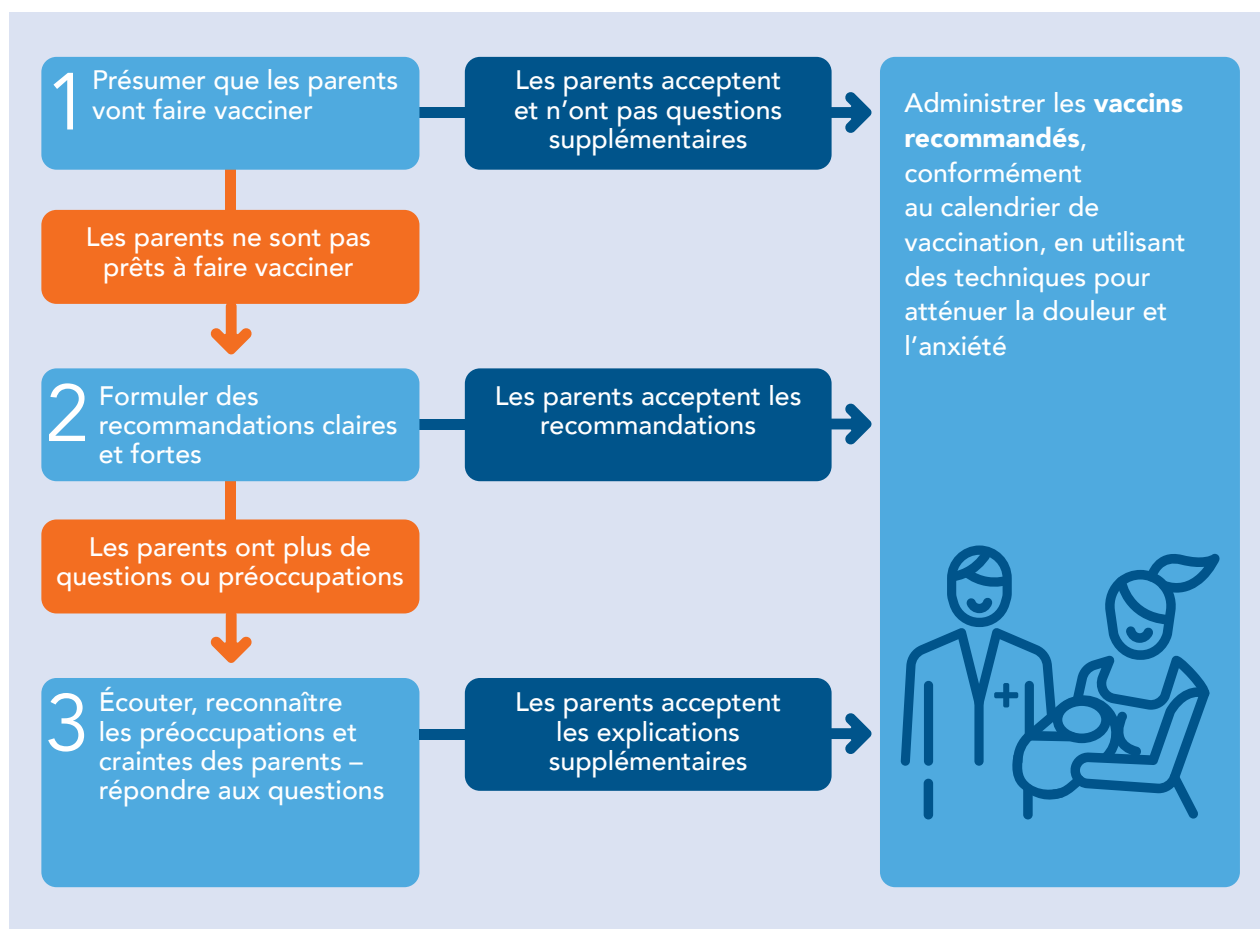 1 Présumer que les parents
vont faire vacciner
Les parents acceptent
et n’ont pas questions
supplémentaires
Les parents ne sont pas
prêts à faire vacciner
2 Formuler des
recommandations claires
et fortes
Les parents acceptent les
recommandations
Les parents ont plus de
questions ou préoccupations
3 Écouter, reconnaître
les préoccupations et
craintes des parents –
répondre aux questions
Les parents acceptent
les explications
supplémentaires
Administrer les vaccins
recommandés,
conformément
au calendrier de
vaccination, en utilisant
des techniques pour
atténuer la douleur et
l’anxiété